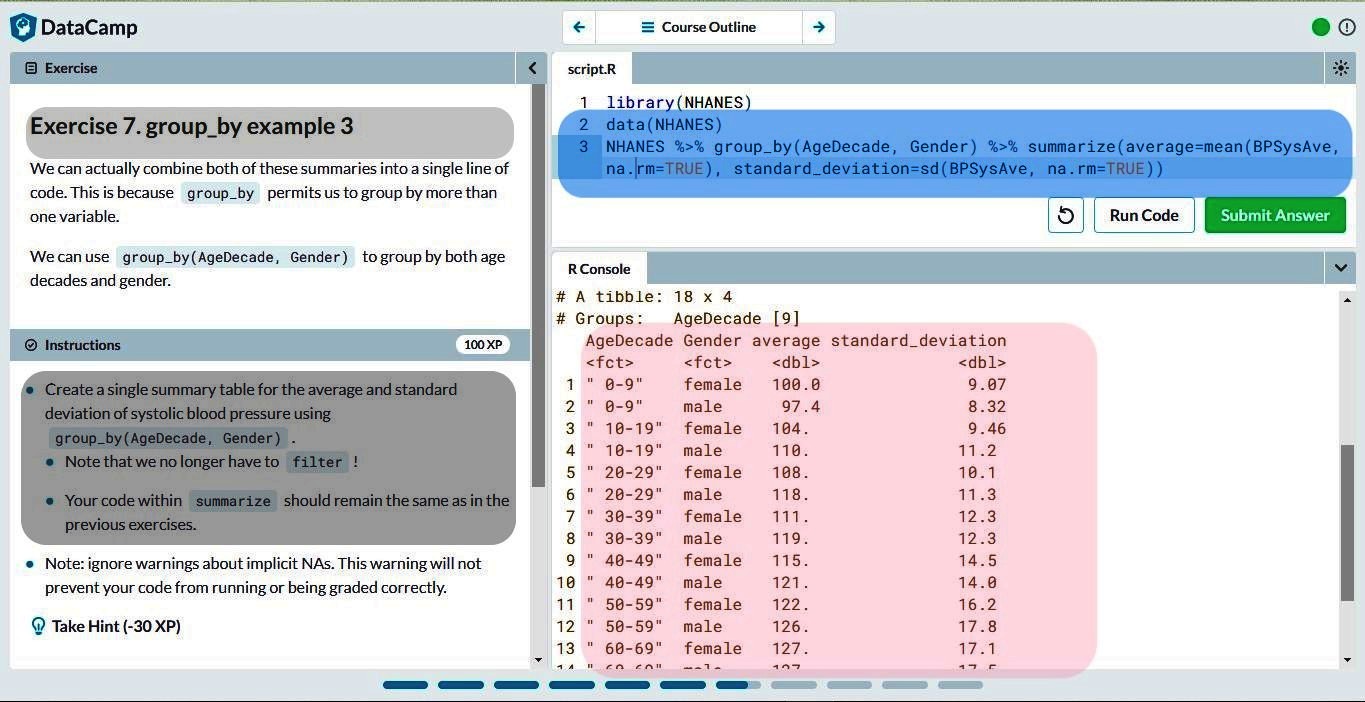 DataCamp
Course Outline
Exercise
Exercise 7. group_by example 3
We can actually combine both of these summaries into a single line of
code. This is because group_by permits us to group by more than
one variable.
We can use group_by(AgeDecade, Gender) to group by both age
decades and gender.
Instructions
100 XP
Create a single summary table for the average and standard
deviation of systolic blood pressure using
group_by(AgeDecade, Gender) .
Note that we no longer have to filter !
Your code within summarize should remain the same as in the
previous exercises.
Note: ignore warnings about implicit NAs. This warning will not
prevent your code from running or being graded correctly.
Take Hint (-30 XP)
script.R
1 library(NHANES)
2 data(NHANES)
3 NHANES %>% group_by(AgeDecade, Gender) %>% summarize(average=mean(BPSysAve,
na.rm=TRUE), standard_deviation=sd(BPSysAve, na.rm=TRUE))
Run Code
Submit Answer
R Console
# A tibble: 18 x 4
# Groups: AgeDecade [9]
AgeDecade Gender average standard_deviation
<fct> <fct> <dbl> <dbl>
1 " 0-9" female 100.0 9.07
2 " 0-9" male 97.4 8.32
3 " 10-19" female 104. 9.46
4 " 10-19" male 110. 11.2
5 " 20-29" female 108. 10.1
6 " 20-29" male 118. 11.3
7 " 30-39" female 111. 12.3
8 " 30-39" male 119. 12.3
9 " 40-49" female 115. 14.5
10 " 40-49" male 121. 14.0
11 " 50-59" female 122. 16.2
12 " 50-59" male 126. 17.8
13 " 60-69" female 127. 17.1
14 " 60-69" male 127. 17.5